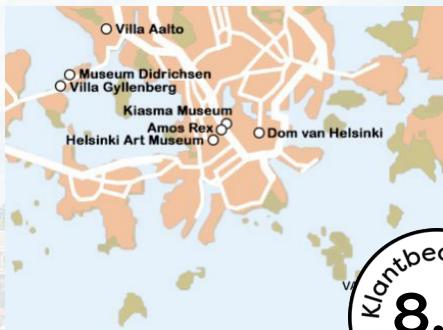 Villa Aalto
Museum Didrichsen
Villa Gyllenberg
Kiasma Museum
Amos Rex
Helsinki Art Museum
Dom van Helsinki